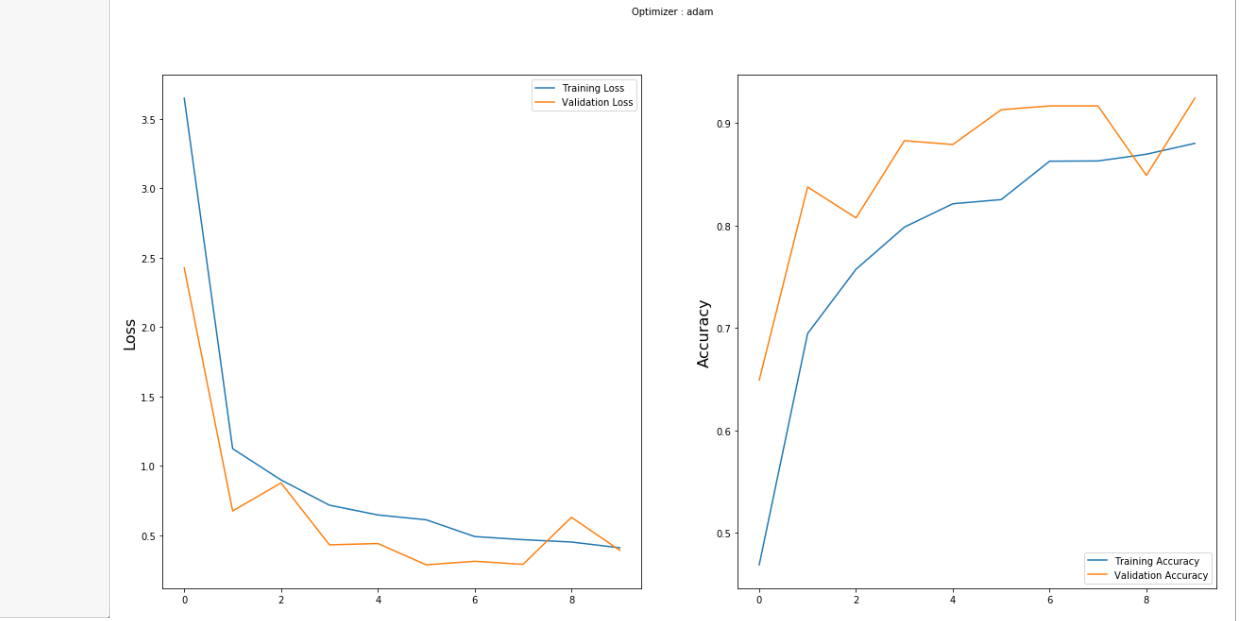 Optimizer : adam
Training Loss
Validation Loss
3.5
3.0
2.5
2.0
1.5
1.0
0.5
Loss
0 2 4 6 8
0.9
0.8
0.7
0.6
0.5
Accuracy
Training Accuracy
Validation Accuracy
0 2 4 6 8